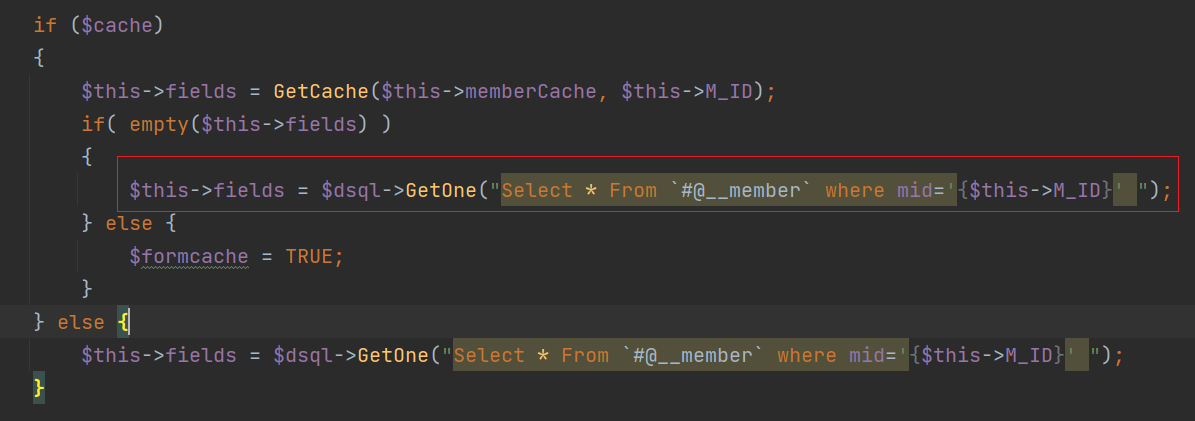 if ($cache)
{
$this->fields = GetCache($this->memberCache, $this->M_ID);
if( empty($this->fields) )
{
$this->fields = $dsql->GetOne("Select * From `#@__member` where mid='{$this->M_ID}' ");
} else {
$formcache = TRUE;
}
} else {
$this->fields = $dsql->GetOne("Select * From `#@__member` where mid='{$this->M_ID}' ");
}